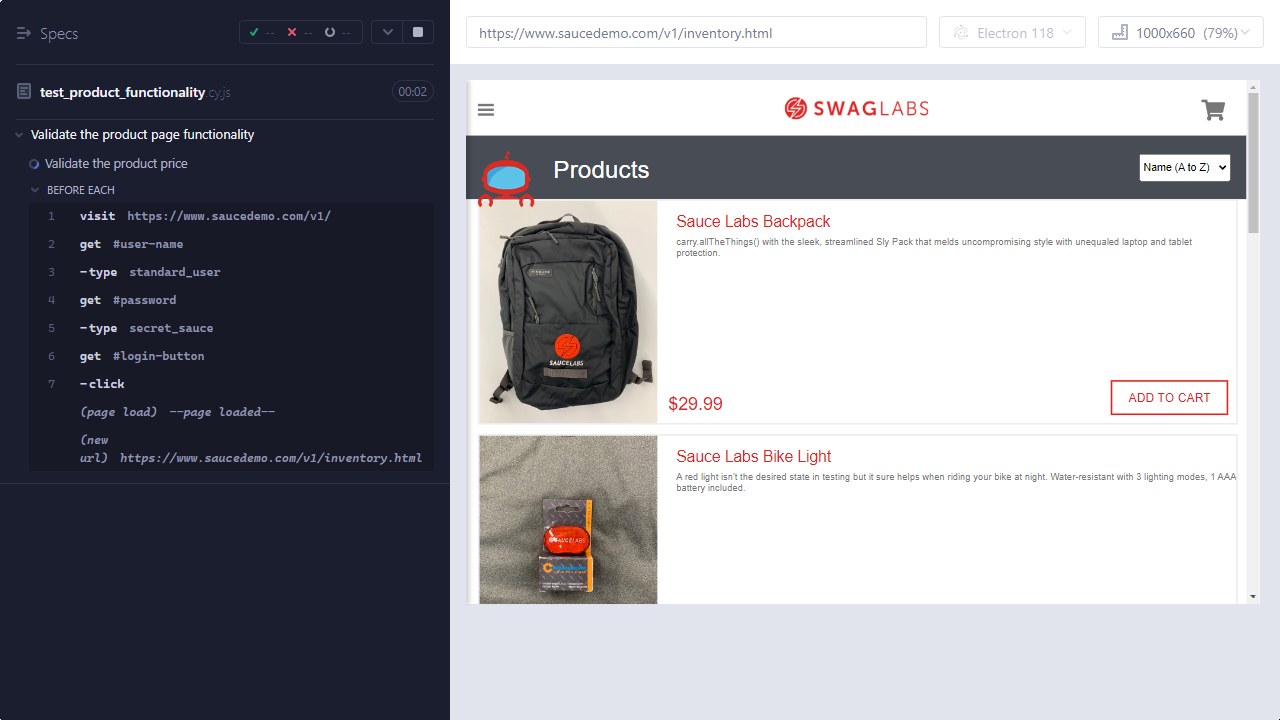 Specs
-- -- --
test_product_functionality.cy.js 00:02
Validate the product page functionality
Validate the product price
BEFORE EACH
1 visit https://www.saucedemo.com/v1/
2 get #user-name
3 -type standard_user
4 get #password
5 -type secret_sauce
6 get #login-button
7 -click
(page load) --page loaded--
(new
url) https://www.saucedemo.com/v1/inventory.html
https://www.saucedemo.com/v1/inventory.html
Electron 118
1000x660 (79%)
SWAGLABS
Products
Name (A to Z)
Sauce Labs Backpack
carry.allTheThings() with the sleek, streamlined Sly Pack that melds uncompromising style with unequaled laptop and tablet
protection.
SAUCELABS
$29.99
ADD TO CART
Sauce Labs Bike Light
A red light isn't the desired state in testing but it sure helps when riding your bike at night. Water-resistant with 3 lighting modes, 1 AAA
battery included.
SAUCELABS